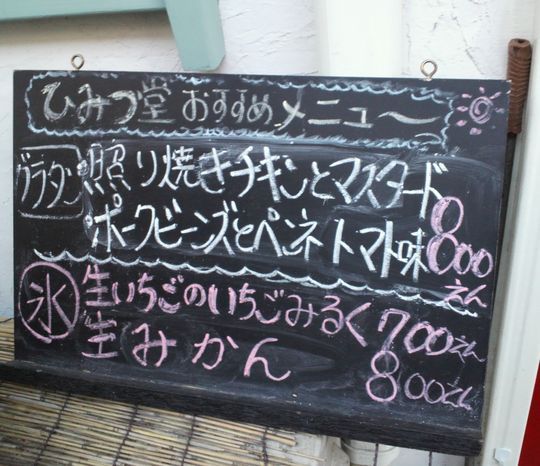 ひみつ堂 おすすめメニュ〜
グラタン
・照り焼きチキンとマスタード
・ポークビーンズとペンネ トマト味 800えん
氷 生いちごのいちごみるく 700えん
生みかん 800えん